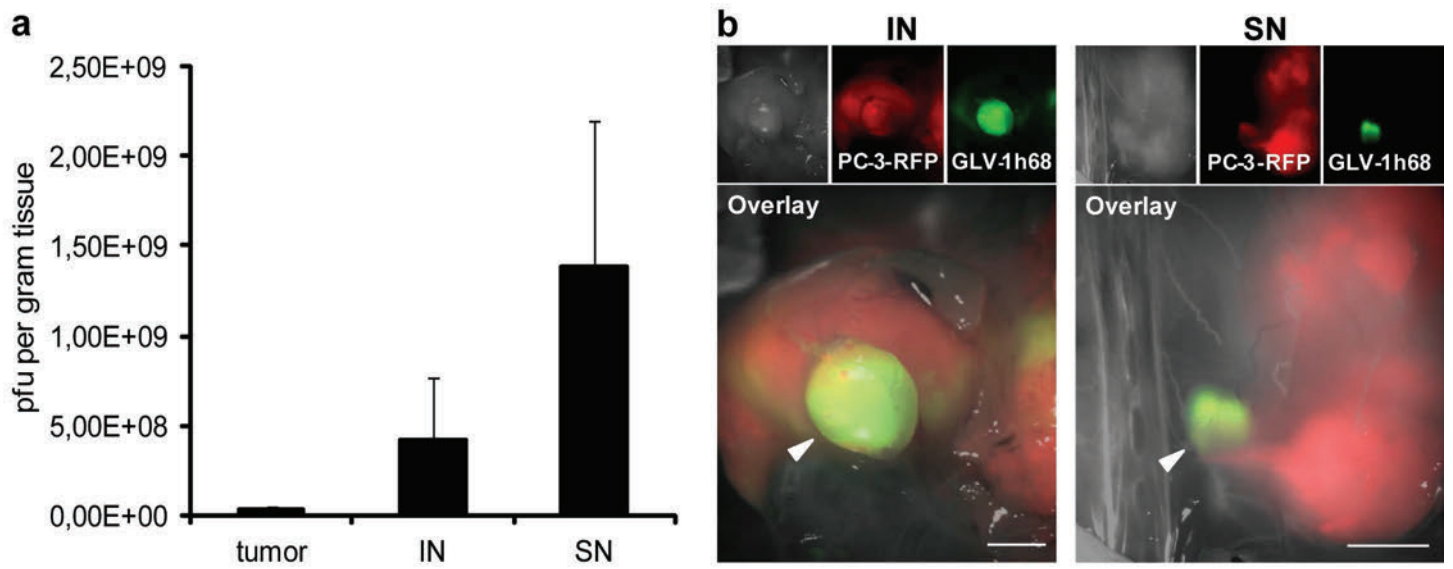 a
pfu per gram tissue
2,50E+09
2,00E+09
1,50E+09
1,00E+09
5,00E+08
0,00E+00
tumor IN SN
b
IN
PC-3-RFP GLV-1h68
Overlay
SN
PC-3-RFP GLV-1h68
Overlay